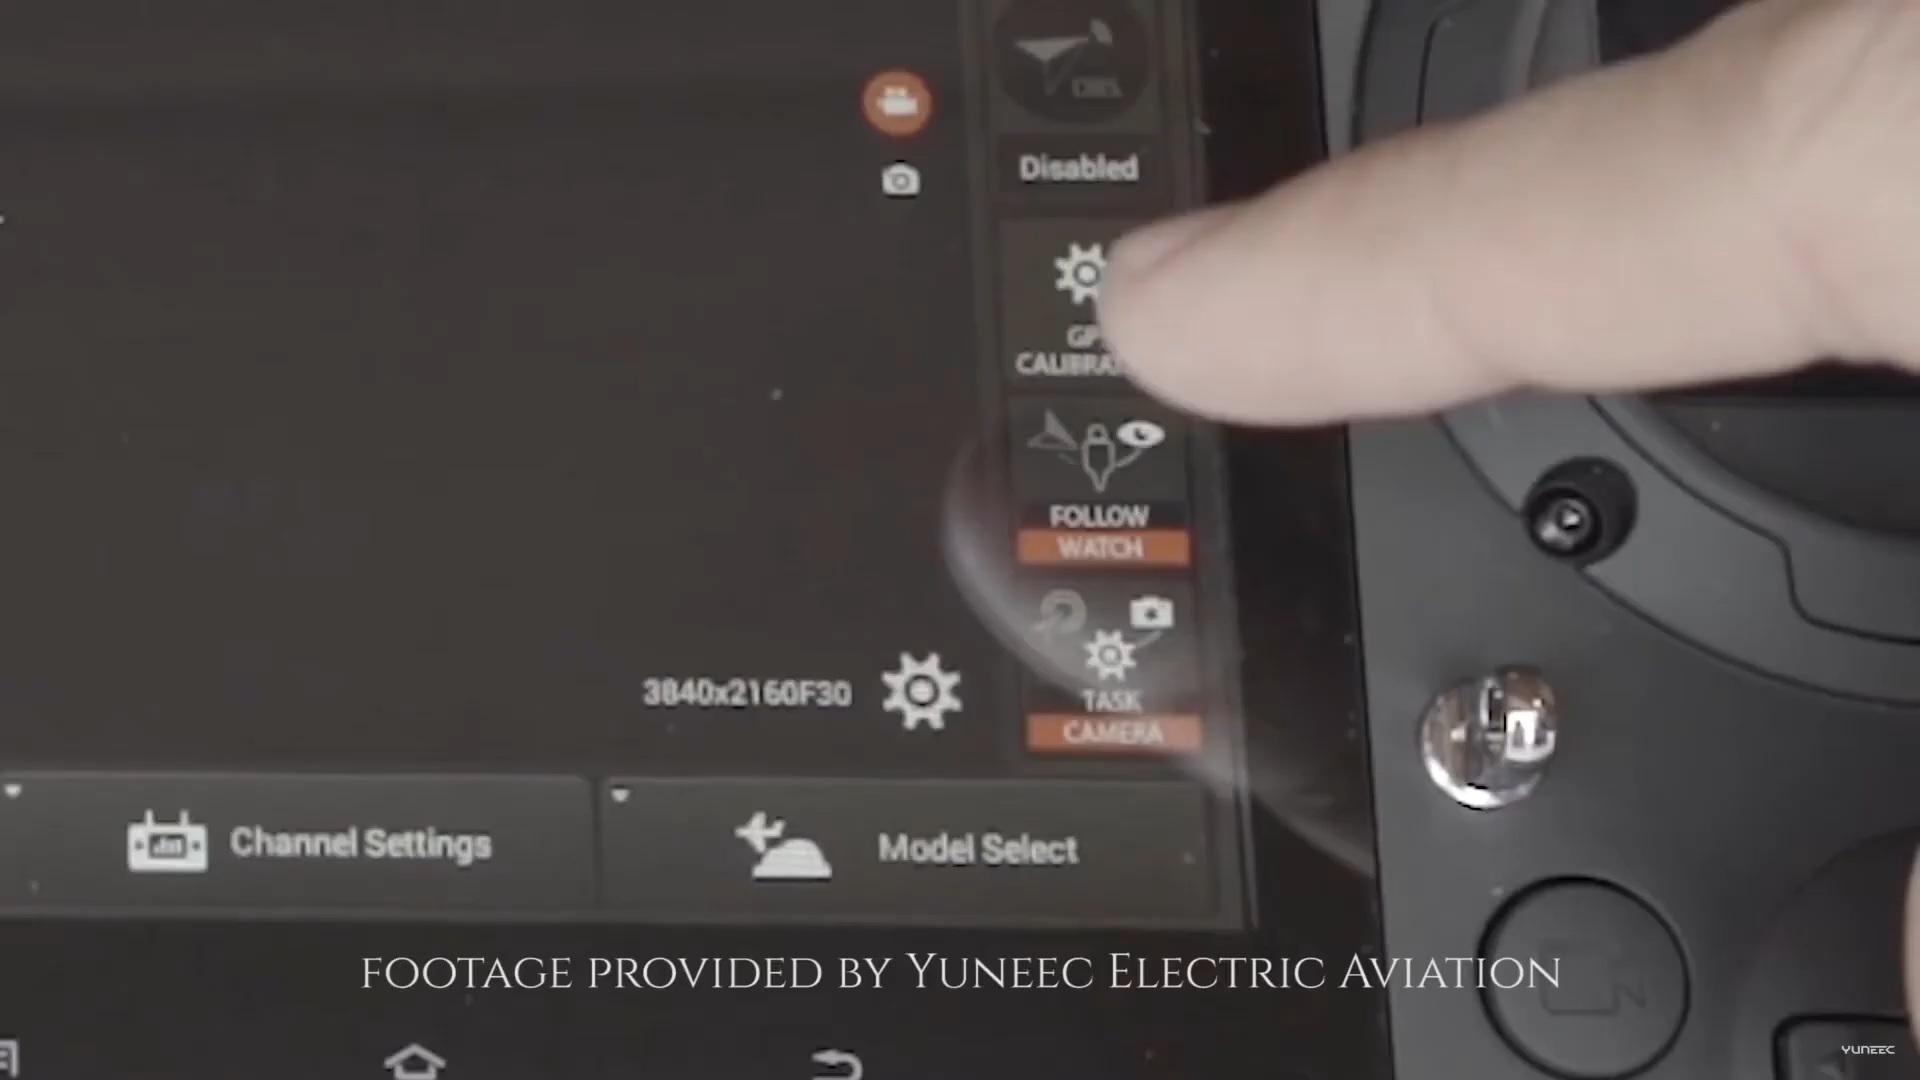 Disabled
FOLLOW
WATCH
3840x2160F30
TASK
CAMERA
Channel Settings
Model Select
FOOTAGE PROVIDED BY YUNEEC ELECTRIC AVIATION
YUNEEC